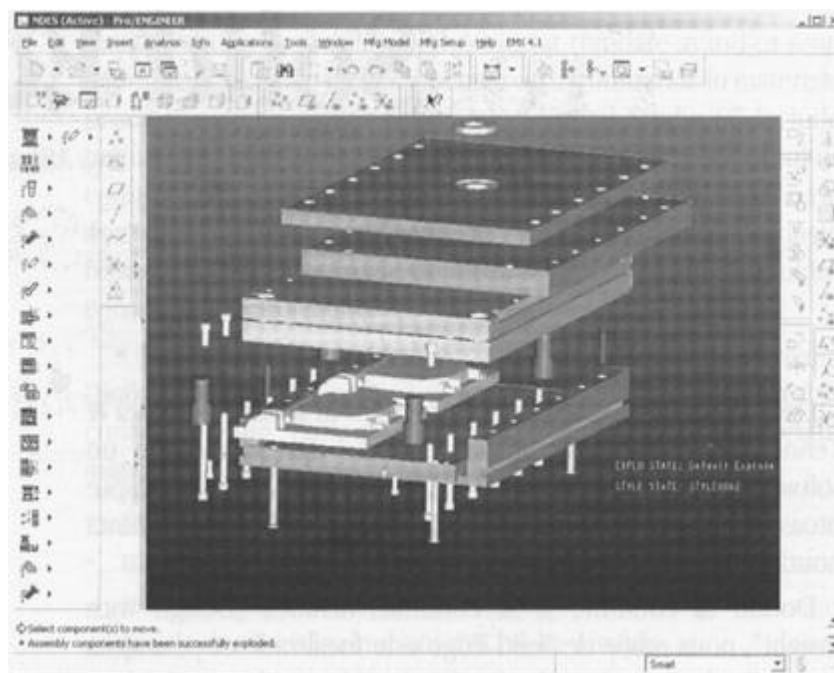 NDES (Active) - Pro/ENGINEER
File Edit View Insert Analysis Info Applications Tools Window Mfg Model Mfg Setup Help EMX 4.1
EXPLD STATE: Default Explode
STYLE STATE: STYLE0002
Select component(s) to move.
• Assembly components have been successfully exploded.
Smart